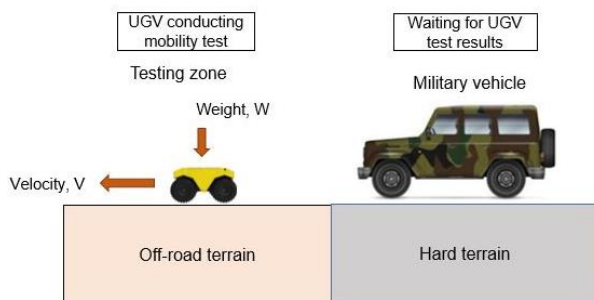 UGV conducting
mobility test
Waiting for UGV
test results
Testing zone
Military vehicle
Weight, W
Velocity, V
Off-road terrain
Hard terrain